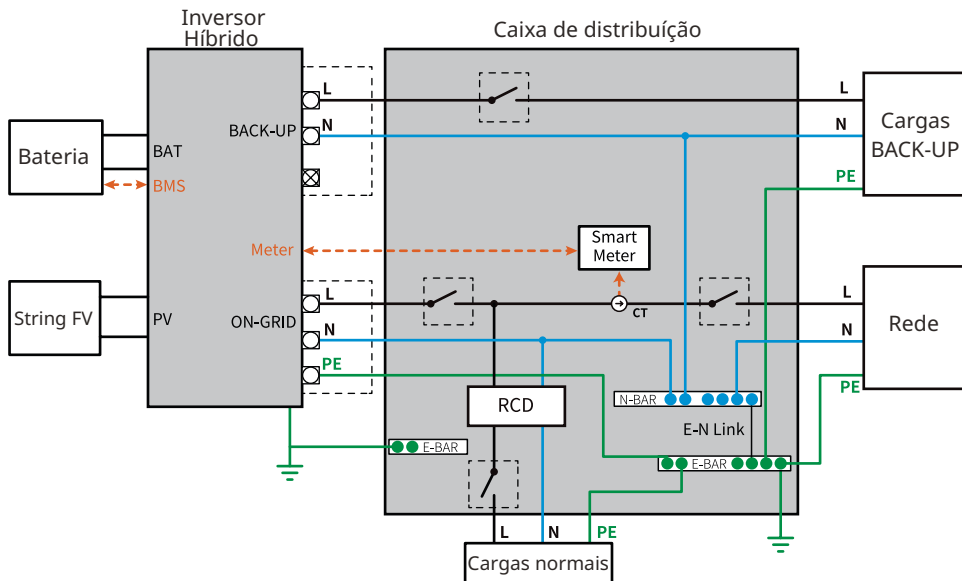 Inversor
Híbrido
Caixa de distribuíção
L
L
BACK-UP
N
N
Cargas
BACK-UP
Bateria
BAT
BMS
PE
Meter
Smart
Meter
L
L
String FV
PV
ON-GRID
CT
N
N
Rede
PE
PE
RCD
N-BAR
E-N Link
E-BAR
E-BAR
L
N
PE
Cargas normais